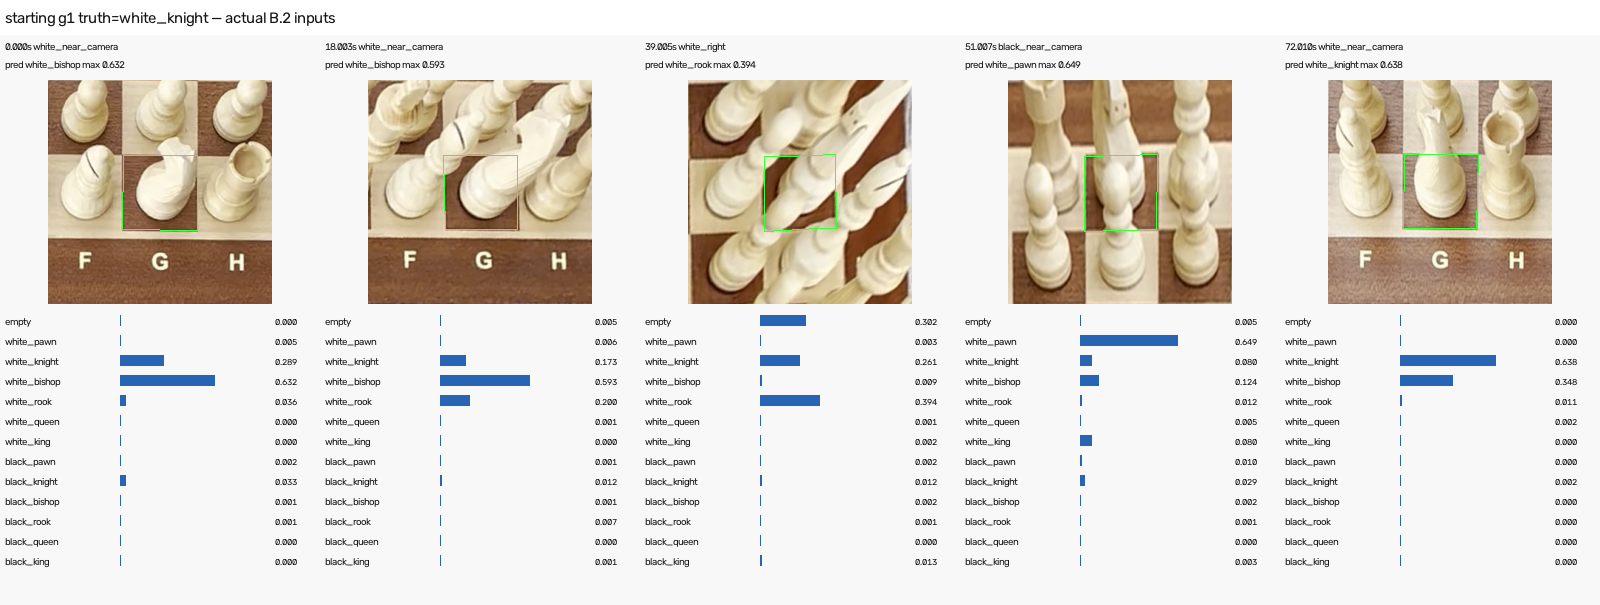 starting g1 truth=white_knight — actual B.2 inputs
0.000s white_near_camera
pred white_bishop max 0.632
F G H
empty 0.000
white_pawn 0.005
white_knight 0.289
white_bishop 0.632
white_rook 0.036
white_queen 0.000
white_king 0.000
black_pawn 0.002
black_knight 0.033
black_bishop 0.001
black_rook 0.001
black_queen 0.000
black_king 0.000
18.003s white_near_camera
pred white_bishop max 0.593
F G H
empty 0.005
white_pawn 0.006
white_knight 0.173
white_bishop 0.593
white_rook 0.200
white_queen 0.001
white_king 0.000
black_pawn 0.001
black_knight 0.012
black_bishop 0.001
black_rook 0.007
black_queen 0.000
black_king 0.001
39.005s white_right
pred white_rook max 0.394
empty 0.302
white_pawn 0.003
white_knight 0.261
white_bishop 0.009
white_rook 0.394
white_queen 0.001
white_king 0.002
black_pawn 0.002
black_knight 0.012
black_bishop 0.002
black_rook 0.001
black_queen 0.000
black_king 0.013
51.007s black_near_camera
pred white_pawn max 0.649
empty 0.005
white_pawn 0.649
white_knight 0.080
white_bishop 0.124
white_rook 0.012
white_queen 0.005
white_king 0.080
black_pawn 0.010
black_knight 0.029
black_bishop 0.002
black_rook 0.001
black_queen 0.000
black_king 0.003
72.010s white_near_camera
pred white_knight max 0.638
F G H
empty 0.000
white_pawn 0.000
white_knight 0.638
white_bishop 0.348
white_rook 0.011
white_queen 0.002
white_king 0.000
black_pawn 0.000
black_knight 0.002
black_bishop 0.000
black_rook 0.000
black_queen 0.000
black_king 0.000